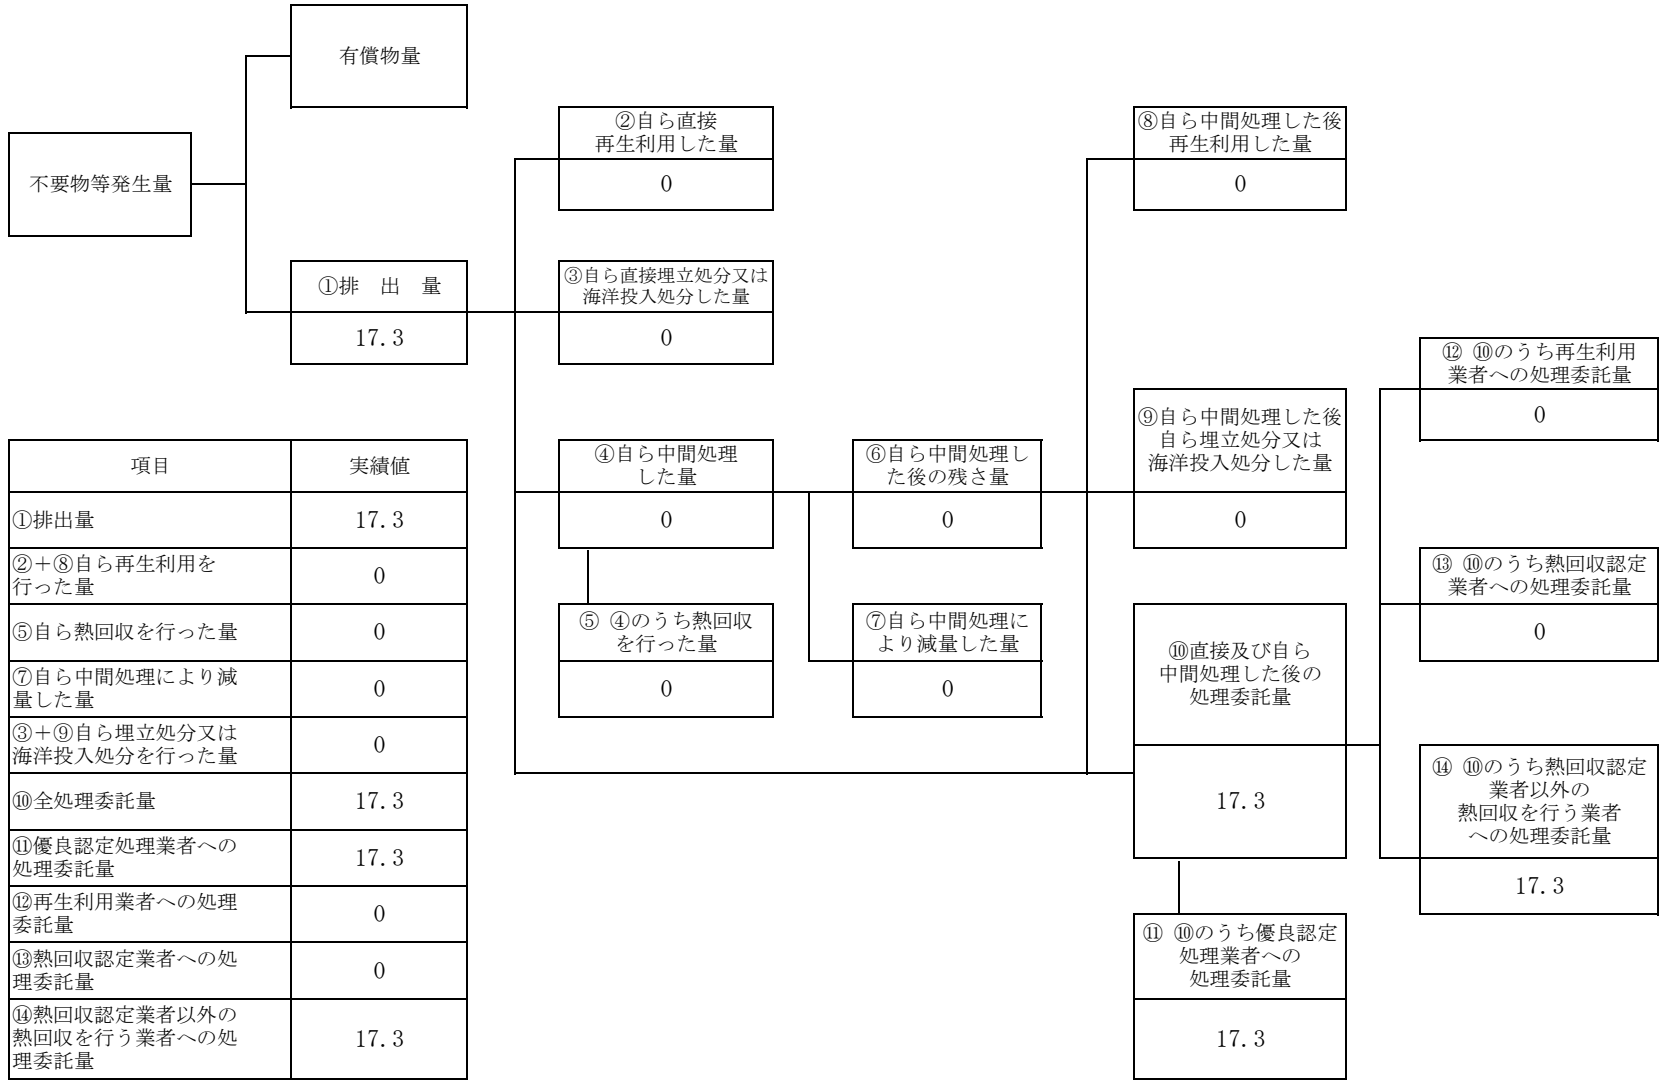 有償物量
不要物等発生量
①排　出　量
17.3
②自ら直接
再生利用した量
0
③自ら直接埋立処分又は
海洋投入処分した量
0
④自ら中間処理
した量
0
⑤ ④のうち熱回収
を行った量
0
⑥自ら中間処理し
た後の残さ量
0
⑦自ら中間処理に
より減量した量
0
⑧自ら中間処理した後
再生利用した量
0
⑨自ら中間処理した後
自ら埋立処分又は
海洋投入処分した量
0
⑩直接及び自ら
中間処理した後の
処理委託量
17.3
⑪ ⑩のうち優良認定
処理業者への
処理委託量
17.3
⑫ ⑩のうち再生利用
業者への処理委託量
0
⑬ ⑩のうち熱回収認定
業者への処理委託量
0
⑭ ⑩のうち熱回収認定
業者以外の
熱回収を行う業者
への処理委託量
17.3
項目 実績値
①排出量 17.3
②＋⑧自ら再生利用を
行った量
0
⑤自ら熱回収を行った量 0
⑦自ら中間処理により減
量した量
0
③＋⑨自ら埋立処分又は
海洋投入処分を行った量
0
⑩全処理委託量 17.3
⑪優良認定処理業者への
処理委託量
17.3
⑫再生利用業者への処理
委託量
0
⑬熱回収認定業者への処
理委託量
0
⑭熱回収認定業者以外の
熱回収を行う業者への処
理委託量
17.3